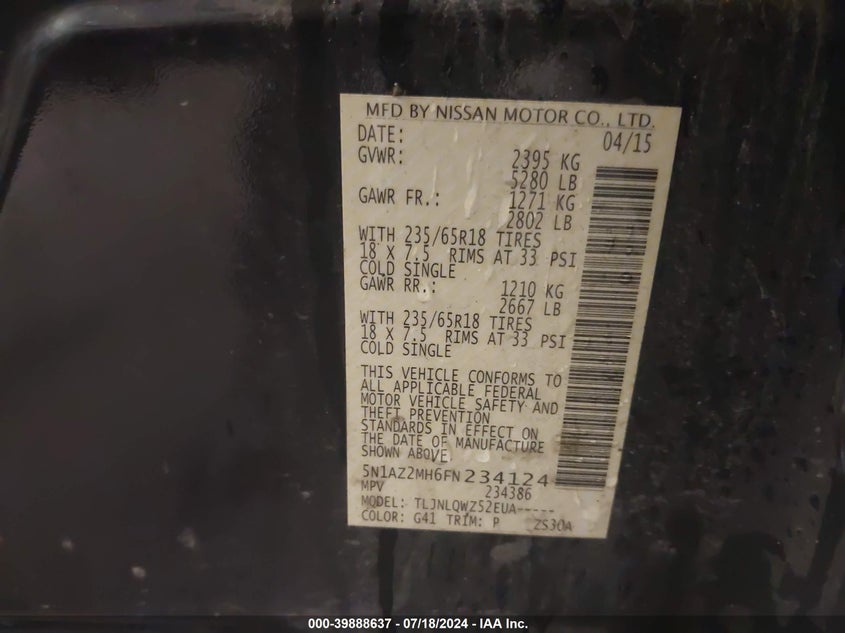 MFD BY NISSAN MOTOR CO., LTD.
DATE: 04/15
GVWR: 2395 KG
5280 LB
GAWR FR.: 1271 KG
2802 LB
WITH 235/65R18 TIRES
18 X 7.5 RIMS AT 33 PSI
COLD SINGLE
GAWR RR.: 1210 KG
2667 LB
WITH 235/65R18 TIRES
18 X 7.5 RIMS AT 33 PSI
COLD SINGLE
THIS VEHICLE CONFORMS TO
ALL APPLICABLE FEDERAL
MOTOR VEHICLE SAFETY AND
THEFT PREVENTION
STANDARDS IN EFFECT ON
THE DATE OF MANUFACTURE
SHOWN ABOVE.
5N1AZ2MH6FN234124
MPV 234386
MODEL: TLJNLQWZ52EUA-----
COLOR: G41 TRIM: P ZS30A
000-39888637 - 07/18/2024 - IAA Inc.